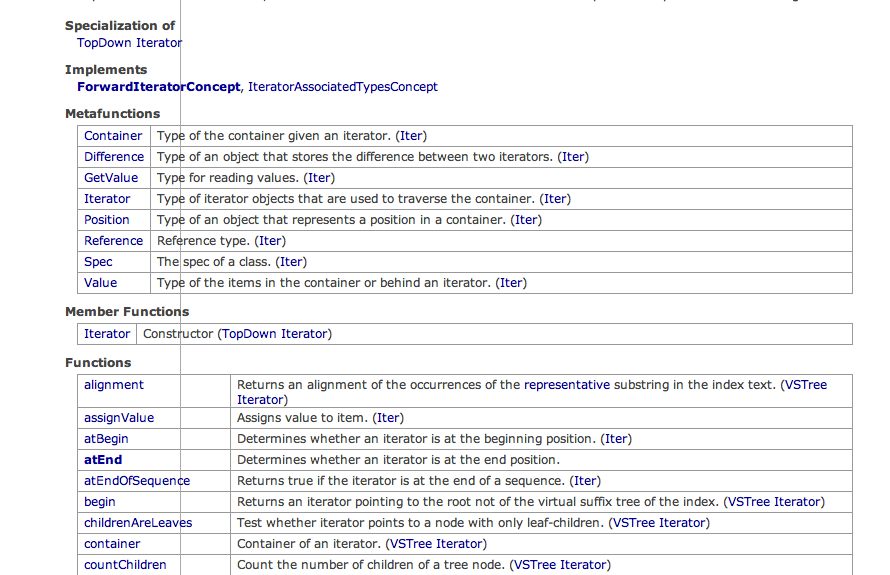 Specialization of
TopDown Iterator
Implements
ForwardIteratorConcept, IteratorAssociatedTypesConcept
Metafunctions
Container Type of the container given an iterator. (Iter)
Difference Type of an object that stores the difference between two iterators. (Iter)
GetValue Type for reading values. (Iter)
Iterator Type of iterator objects that are used to traverse the container. (Iter)
Position Type of an object that represents a position in a container. (Iter)
Reference Reference type. (Iter)
Spec The spec of a class. (Iter)
Value Type of the items in the container or behind an iterator. (Iter)
Member Functions
Iterator Constructor (TopDown Iterator)
Functions
alignment Returns an alignment of the occurrences of the representative substring in the index text. (VSTree
Iterator)
assignValue Assigns value to item. (Iter)
atBegin Determines whether an iterator is at the beginning position. (Iter)
atEnd Determines whether an iterator is at the end position.
atEndOfSequence Returns true if the iterator is at the end of a sequence. (Iter)
begin Returns an iterator pointing to the root not of the virtual suffix tree of the index. (VSTree Iterator)
childrenAreLeaves Test whether iterator points to a node with only leaf-children. (VSTree Iterator)
container Container of an iterator. (VSTree Iterator)
countChildren Count the number of children of a tree node. (VSTree Iterator)